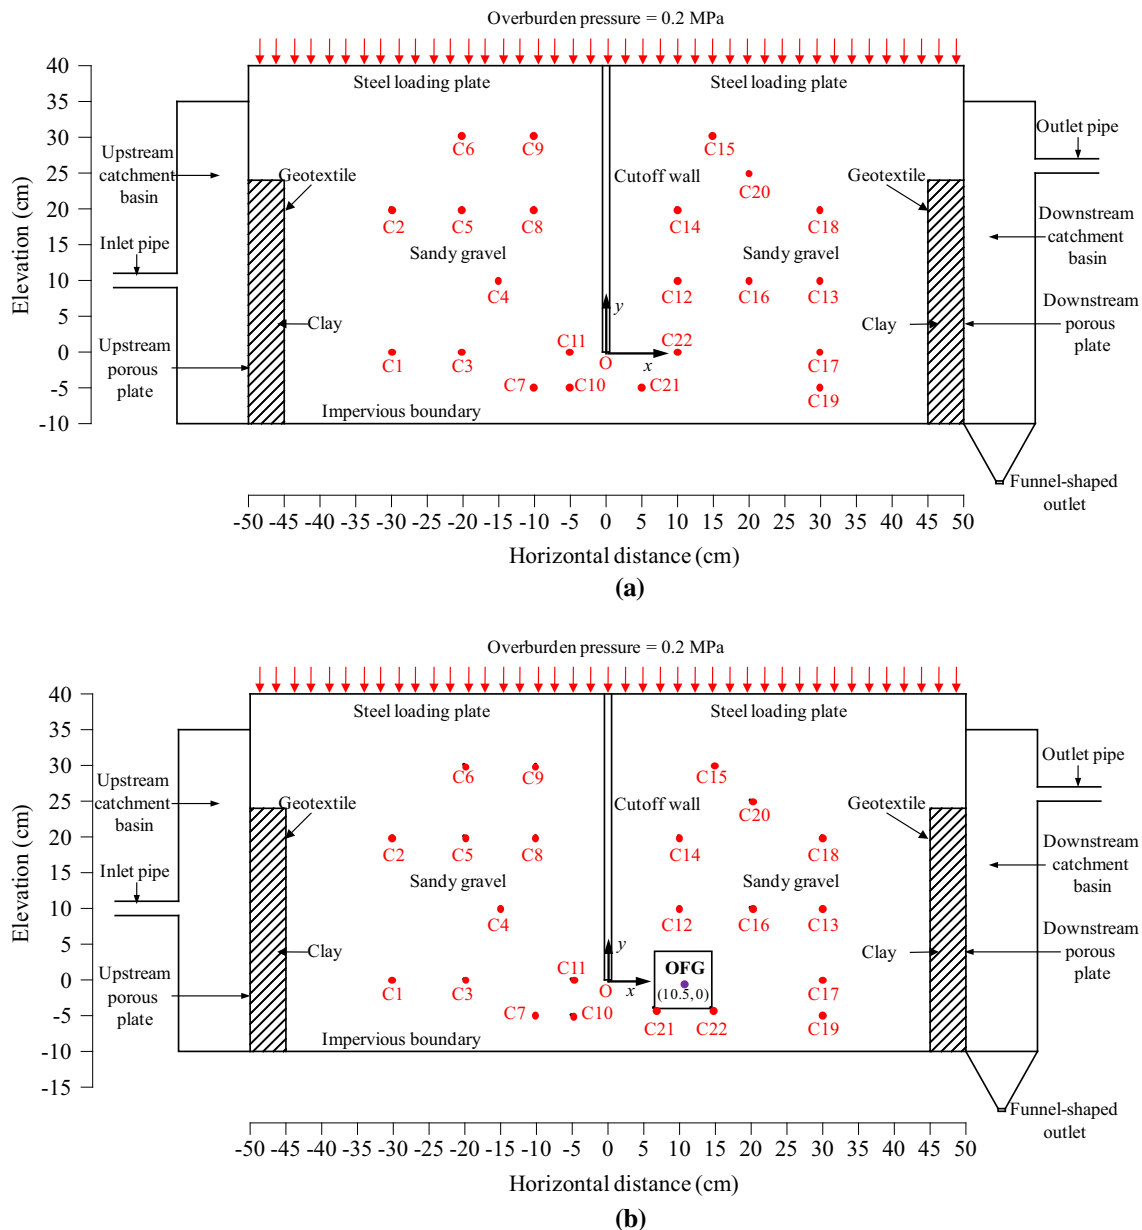 Overburden pressure = 0.2 MPa
40
35
30
25
20
15
10
5
0
-5
-10
Elevation (cm)
Steel loading plate
Steel loading plate
Upstream
catchment
basin
Geotextile
Inlet pipe
Clay
Upstream
porous
plate
C6
C9
C2
C5
C8
Sandy gravel
C4
C11
C1
C3
C7
C10
Impervious boundary
Cutoff wall
y
x
O
C15
C20
C14
C18
Sandy gravel
C12
C16
C13
C22
C17
C21
C19
Geotextile
Clay
Outlet pipe
Downstream
catchment
basin
Downstream
porous
plate
Funnel-shaped
outlet
-50 -45 -40 -35 -30 -25 -20 -15 -10 -5 0 5 10 15 20 25 30 35 40 45 50
Horizontal distance (cm)
(a)
Overburden pressure = 0.2 MPa
40
35
30
25
20
15
10
5
0
-5
-10
-15
Elevation (cm)
Steel loading plate
Steel loading plate
Upstream
catchment
basin
Geotextile
Inlet pipe
Clay
Upstream
porous
plate
C6
C9
C2
C5
C8
Sandy gravel
C4
C11
C1
C3
C7
C10
Impervious boundary
Cutoff wall
y
x
O
C15
C20
C14
C18
Sandy gravel
C12
C16
C13
OFG
(10.5, 0)
C17
C21
C22
C19
Geotextile
Clay
Outlet pipe
Downstream
catchment
basin
Downstream
porous
plate
Funnel-shaped
outlet
-50 -45 -40 -35 -30 -25 -20 -15 -10 -5 0 5 10 15 20 25 30 35 40 45 50
Horizontal distance (cm)
(b)